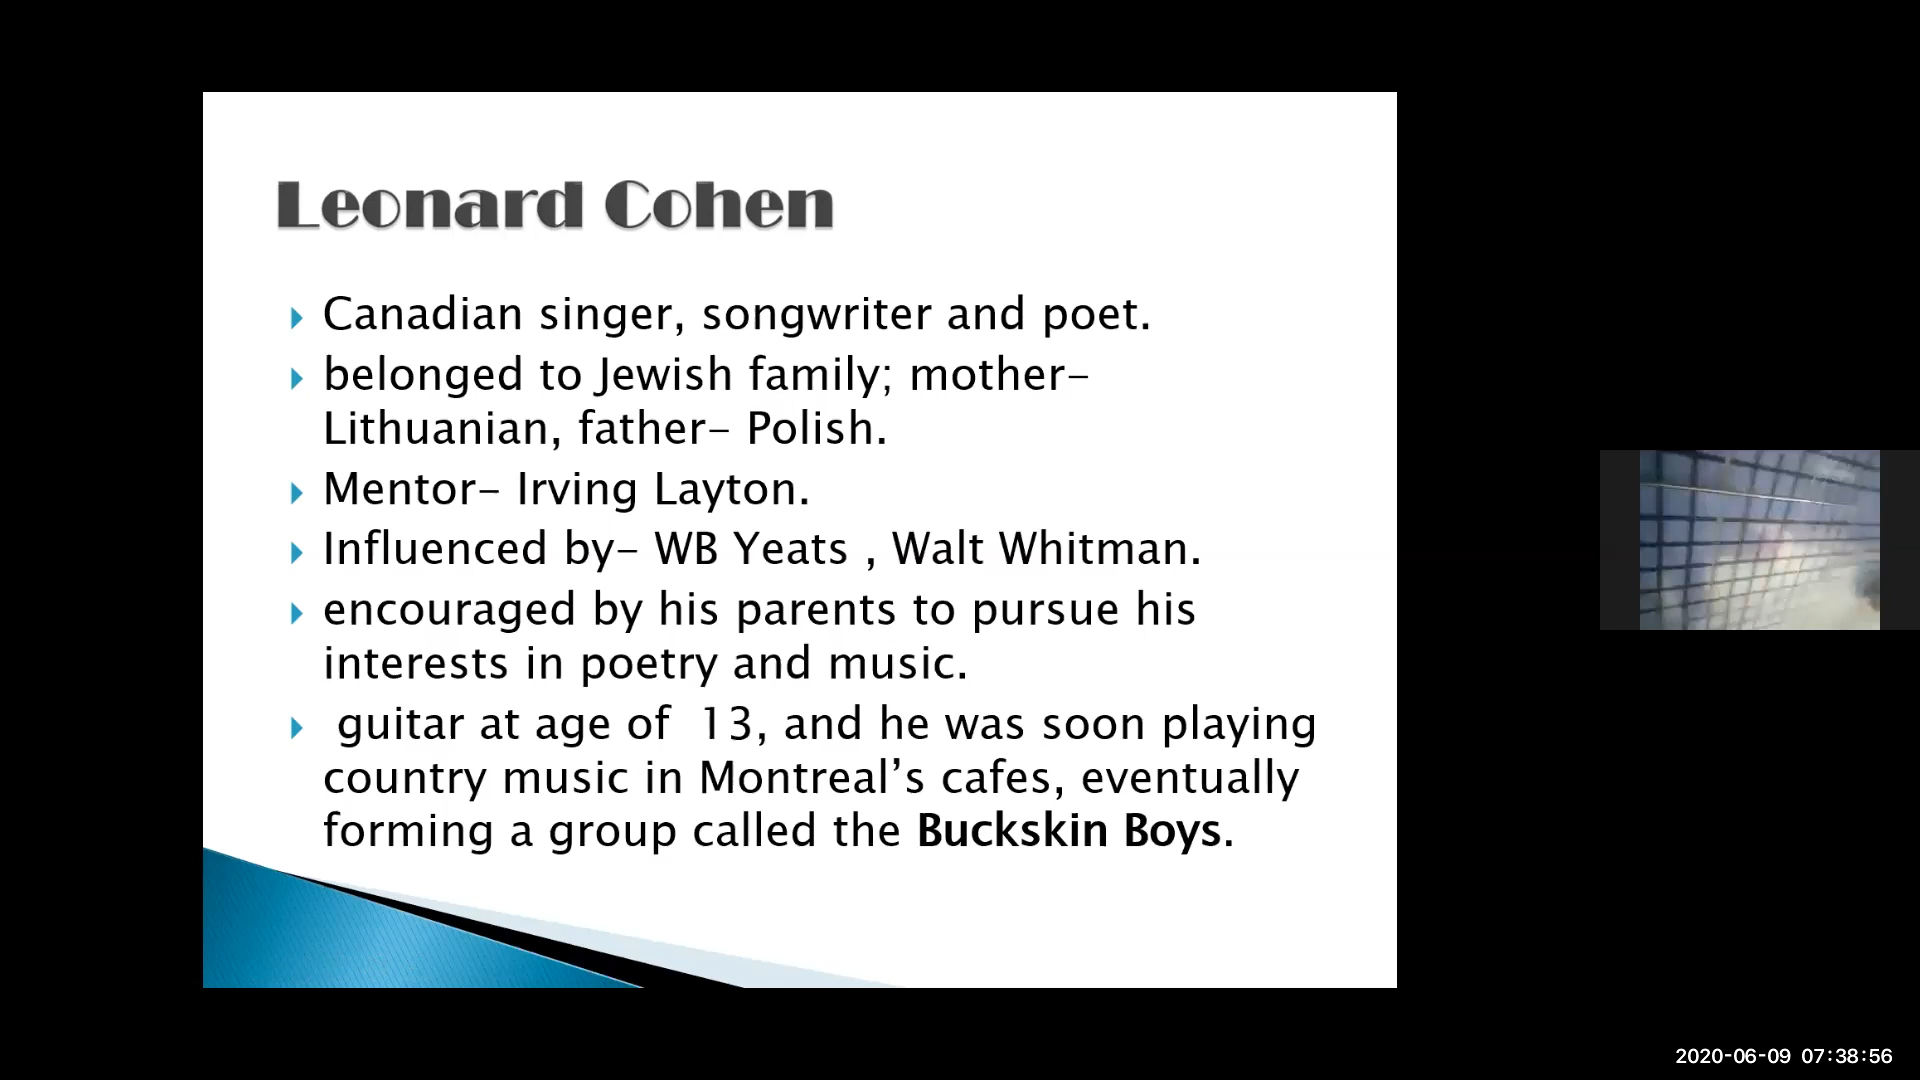 Leonard Cohen
Canadian singer, songwriter and poet.
belonged to Jewish family; mother-
Lithuanian, father- Polish.
Mentor- Irving Layton.
Influenced by- WB Yeats , Walt Whitman.
encouraged by his parents to pursue his
interests in poetry and music.
guitar at age of  13, and he was soon playing
country music in Montreal’s cafes, eventually
forming a group called the Buckskin Boys.
2020-06-09 07:38:56